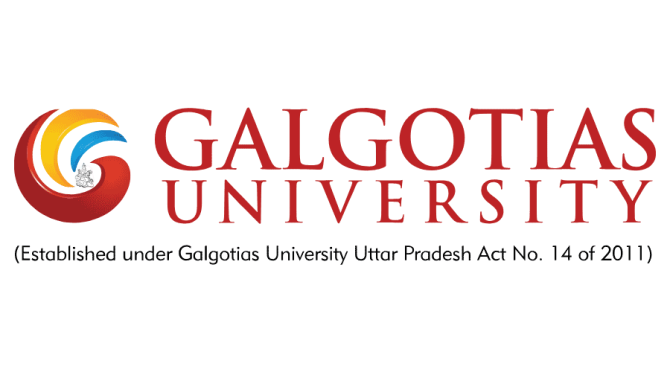 GALGOTIAS
UNIVERSITY
(Established under Galgotias University Uttar Pradesh Act No. 14 of 2011)